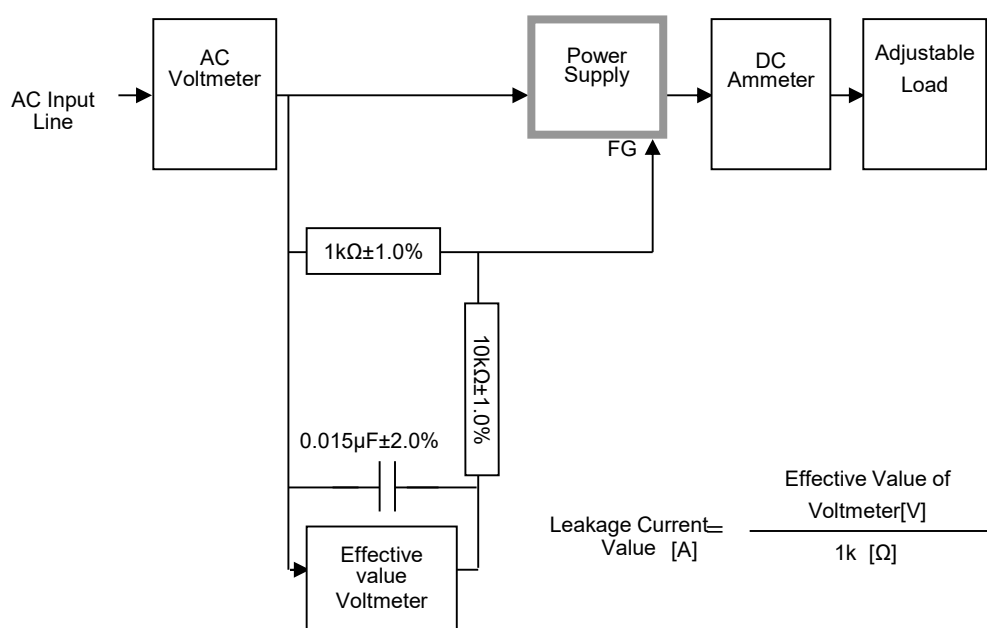 AC Input
Line
AC
Voltmeter
Power
Supply
FG
DC
Ammeter
Adjustable
Load
1kΩ±1.0%
10kΩ±1.0%
0.015µF±2.0%
Effective
value
Voltmeter
Leakage Current
Value [A]
=
Effective Value of
Voltmeter[V]
1k [Ω]